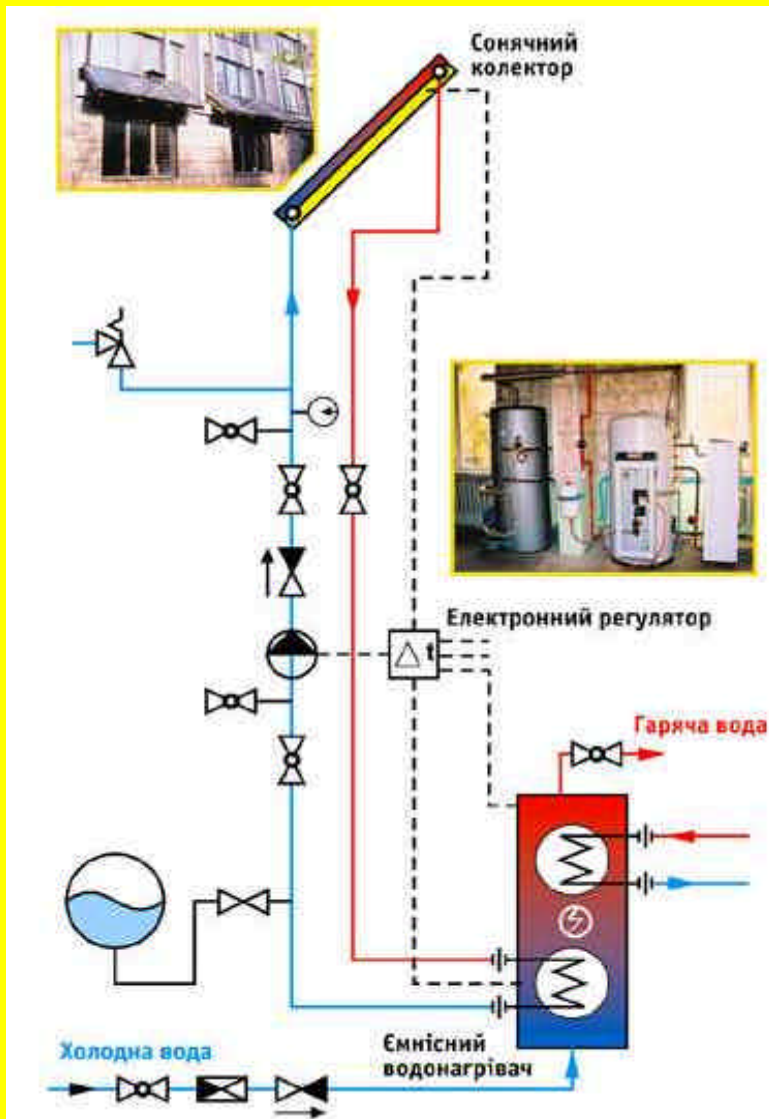 Сонячний
колектор
Електронний регулятор
△ t
Гаряча вода
Холодна вода
Ємнісний
водонагрівач